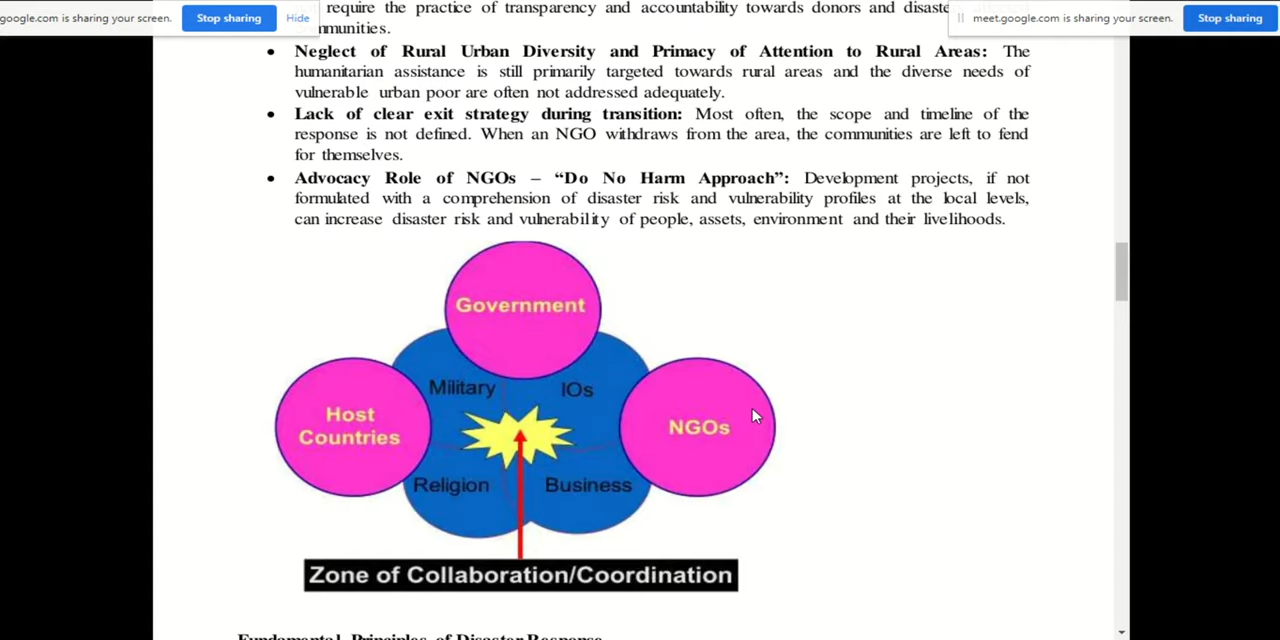 google.com is sharing your screen.
Stop sharing
Hide
meet.google.com is sharing your screen.
Stop sharing
require the practice of transparency and accountability towards donors and
communities.
• Neglect of Rural Urban Diversity and Primacy of Attention to Rural Areas: The
humanitarian assistance is still primarily targeted towards rural areas and the diverse needs of
vulnerable urban poor are often not addressed adequately.
• Lack of clear exit strategy during transition: Most often, the scope and timeline of the
response is not defined. When an NGO withdraws from the area, the communities are left to fend
for themselves.
• Advocacy Role of NGOs – “Do No Harm Approach”: Development projects, if not
formulated with a comprehension of disaster risk and vulnerability profiles at the local levels,
can increase disaster risk and vulnerability of people, assets, environment and their livelihoods.
Government
Military
IOs
Host
Countries
NGOs
Religion
Business
Zone of Collaboration/Coordination
Fundamental Principles of Disaster Response